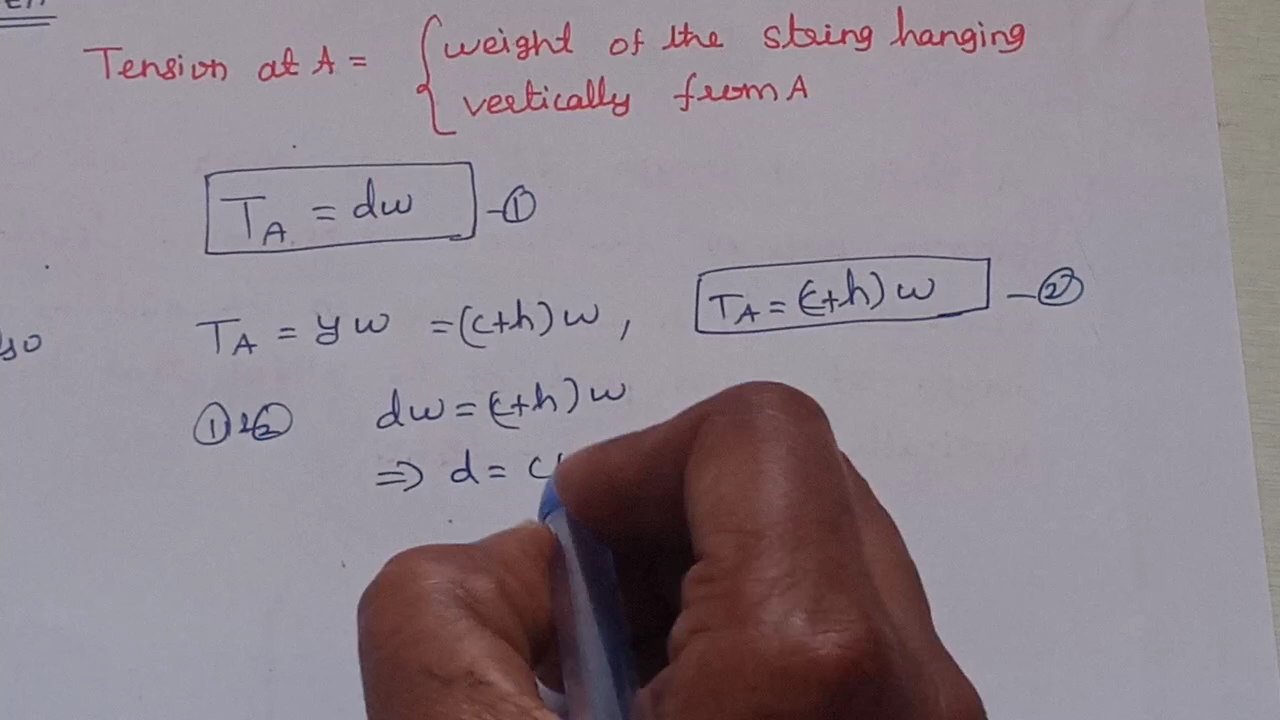 Tension at A = { weight of the string hanging
vertically from A
T_A = dw -①
T_A = yw = (c+h)w , T_A = (c+h)w -②
①&② dw = (c+h)w
⇒ d = c